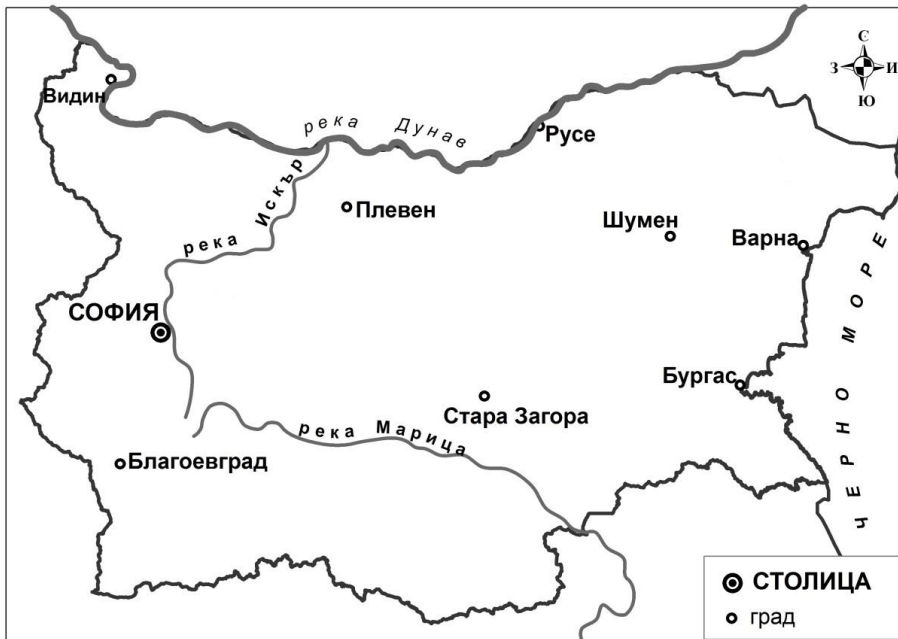 С
З И
Ю
Видин
река Дунав
Русе
река Искър
Плевен
Шумен
Варна
СОФИЯ
Бургас
Стара Загора
река Марица
Благоевград
ЧЕРНО МОРЕ
СТОЛИЦА
град